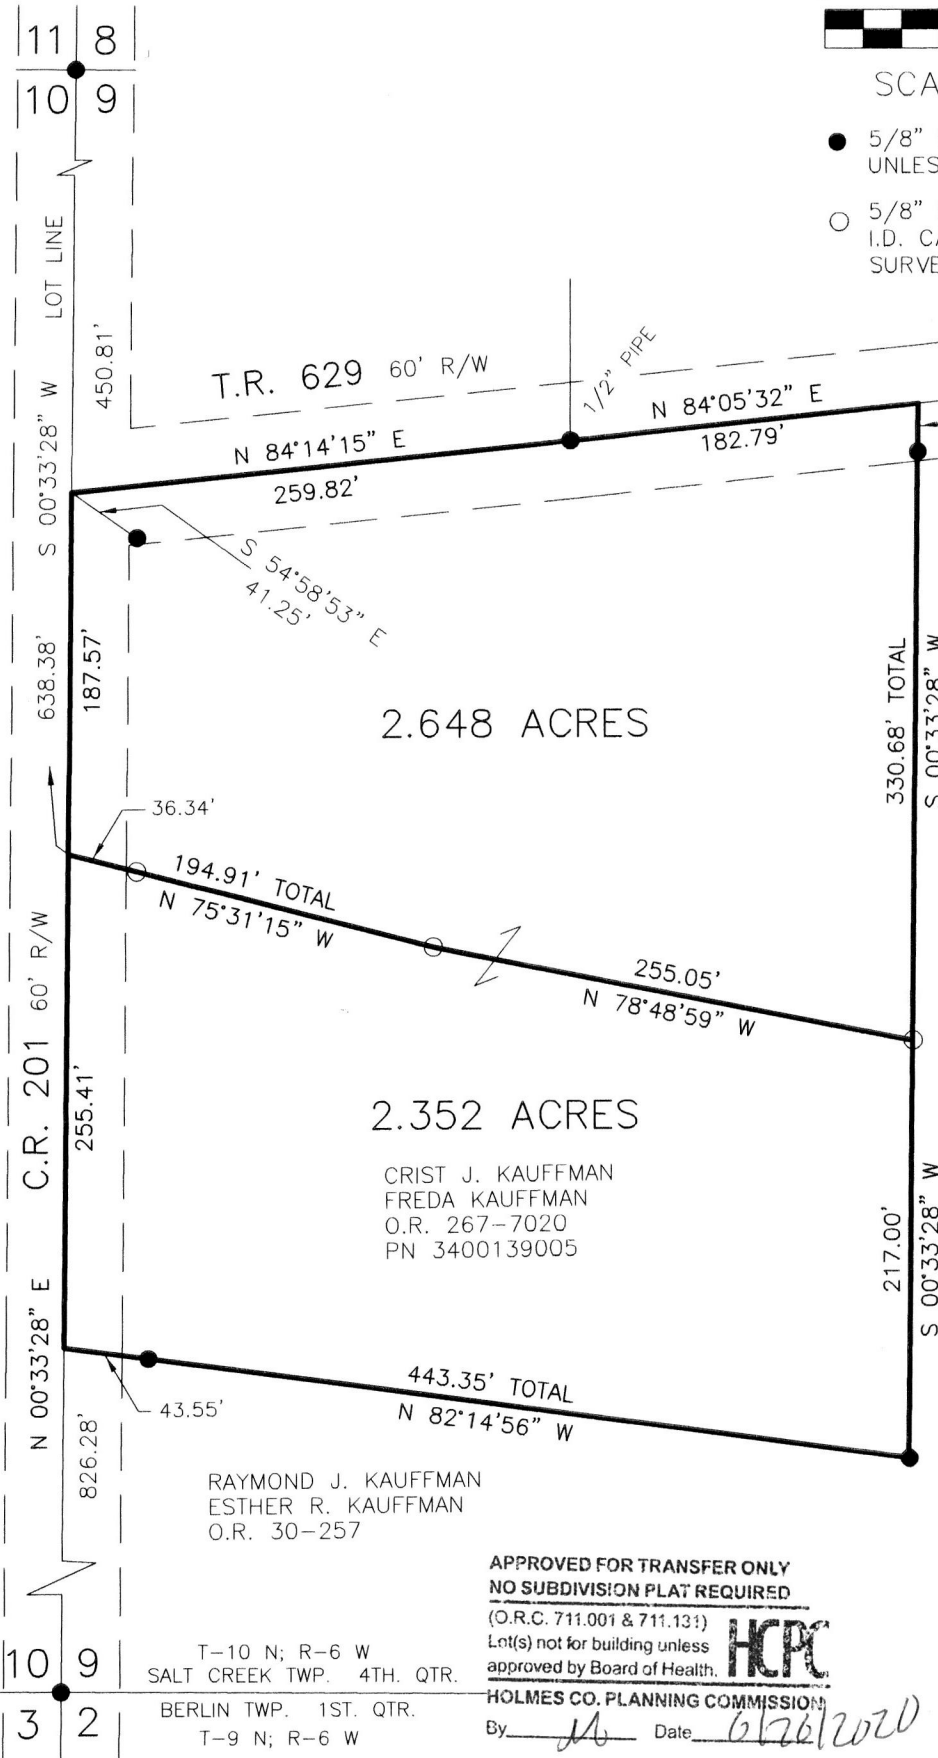 11 8
10 9
SCA
5/8"
UNLES
5/8"
I.D. CA
SURVE
LOT LINE
S 00°33'28" W
450.81'
T.R. 629 60' R/W
1/2" PIPE
N 84°14'15" E
259.82'
N 84°05'32" E
182.79'
S 54°58'53" E
41.25'
638.38'
187.57'
2.648 ACRES
330.68' TOTAL
S 00°33'28" W
36.34'
194.91' TOTAL
N 75°31'15" W
255.05'
N 78°48'59" W
C.R. 201 60' R/W
255.41'
2.352 ACRES
CRIST J. KAUFFMAN
FREDA KAUFFMAN
O.R. 267-7020
PN 3400139005
217.00'
S 00°33'28" W
N 00°33'28" E
43.55'
443.35' TOTAL
N 82°14'56" W
826.28'
RAYMOND J. KAUFFMAN
ESTHER R. KAUFFMAN
O.R. 30-257
APPROVED FOR TRANSFER ONLY
NO SUBDIVISION PLAT REQUIRED
(O.R.C. 711.001 & 711.131)
Lot(s) not for building unless
approved by Board of Health.
HCPC
HOLMES CO. PLANNING COMMISSION
By Date 6/26/2020
10 9
T-10 N; R-6 W
SALT CREEK TWP. 4TH. QTR.
3 2
BERLIN TWP. 1ST. QTR.
T-9 N; R-6 W